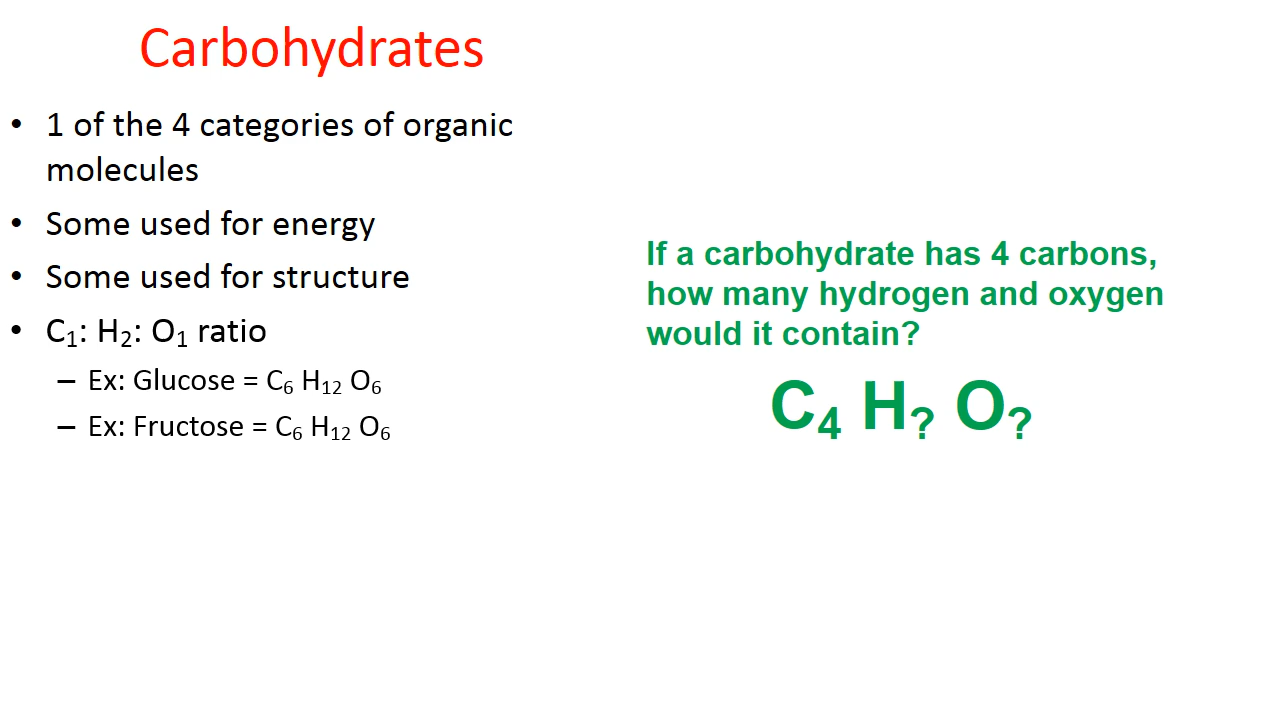 Carbohydrates
• 1 of the 4 categories of organic
molecules
• Some used for energy
• Some used for structure
• C₁: H₂: O₁ ratio
– Ex: Glucose = C₆ H₁₂ O₆
– Ex: Fructose = C₆ H₁₂ O₆
If a carbohydrate has 4 carbons,
how many hydrogen and oxygen
would it contain?
C₄ H? O?